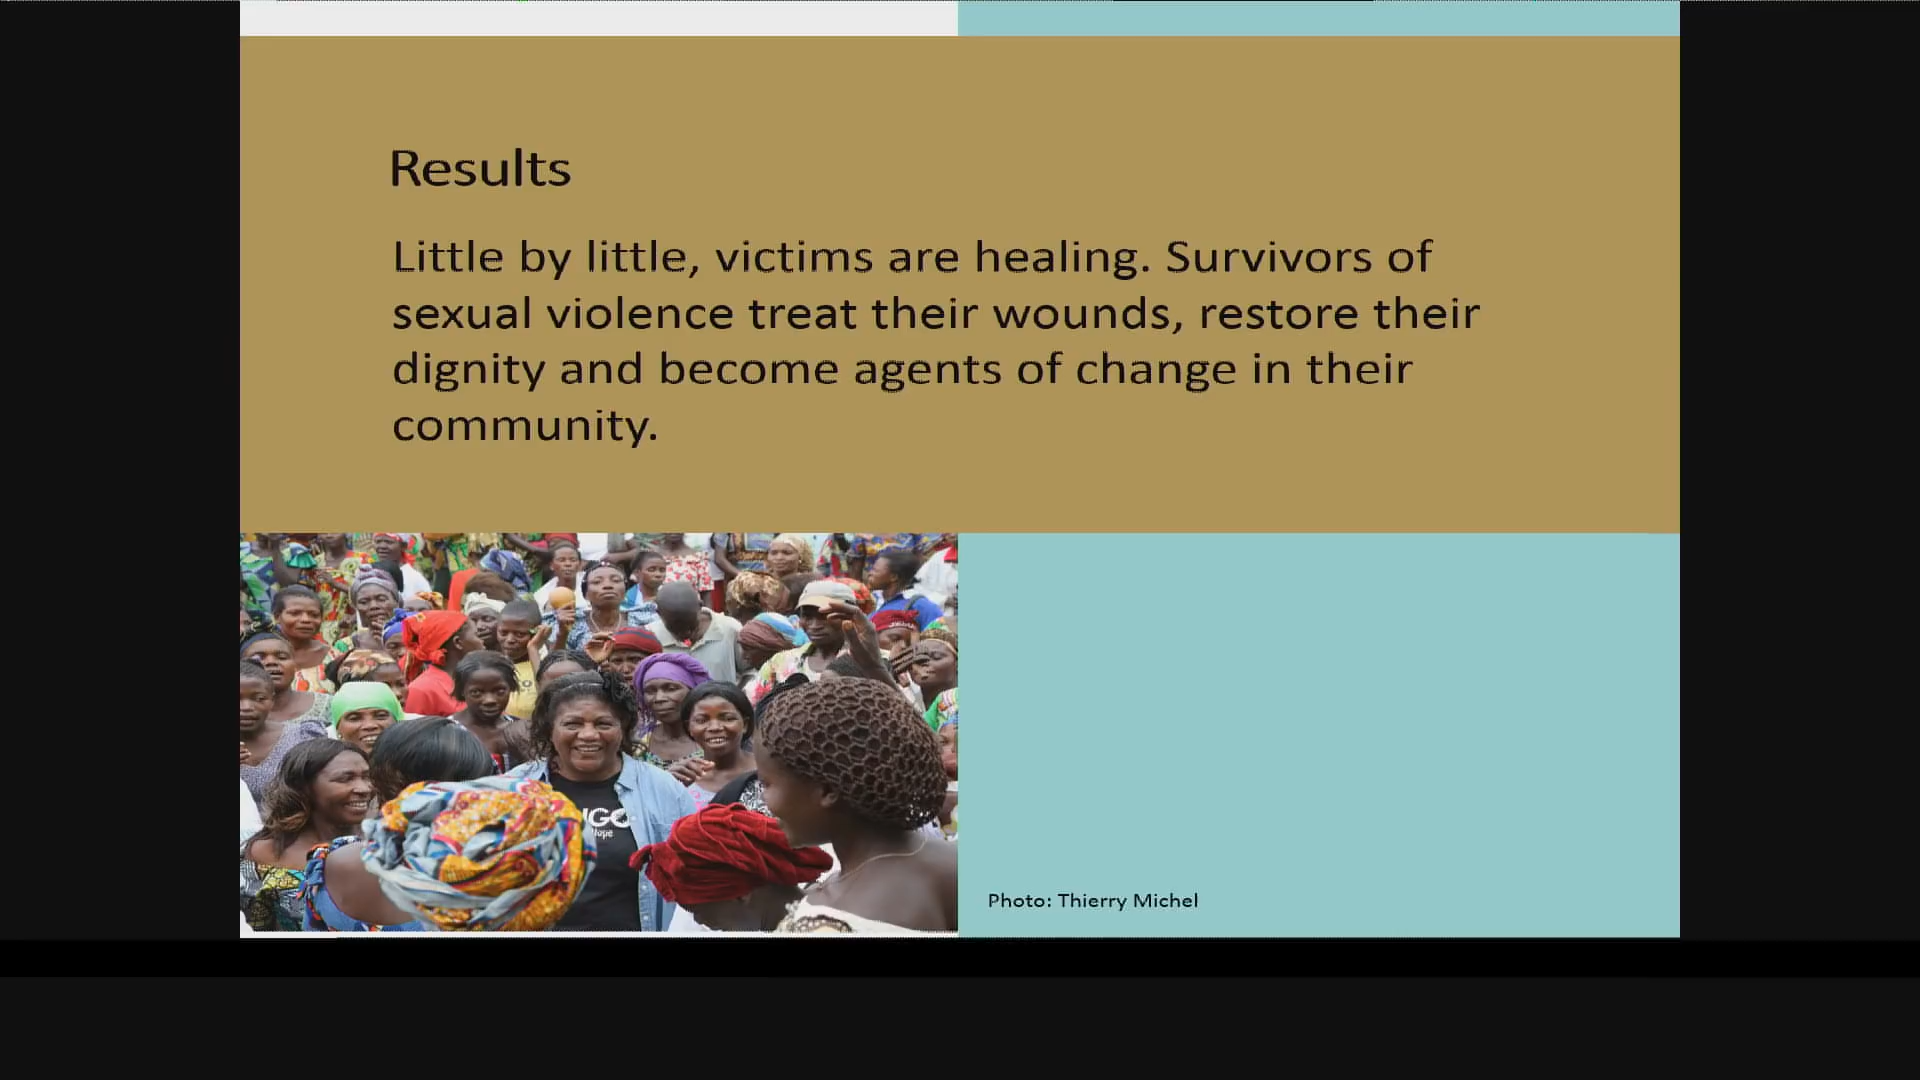 Results
Little by little, victims are healing. Survivors of
sexual violence treat their wounds, restore their
dignity and become agents of change in their
community.
Photo: Thierry Michel